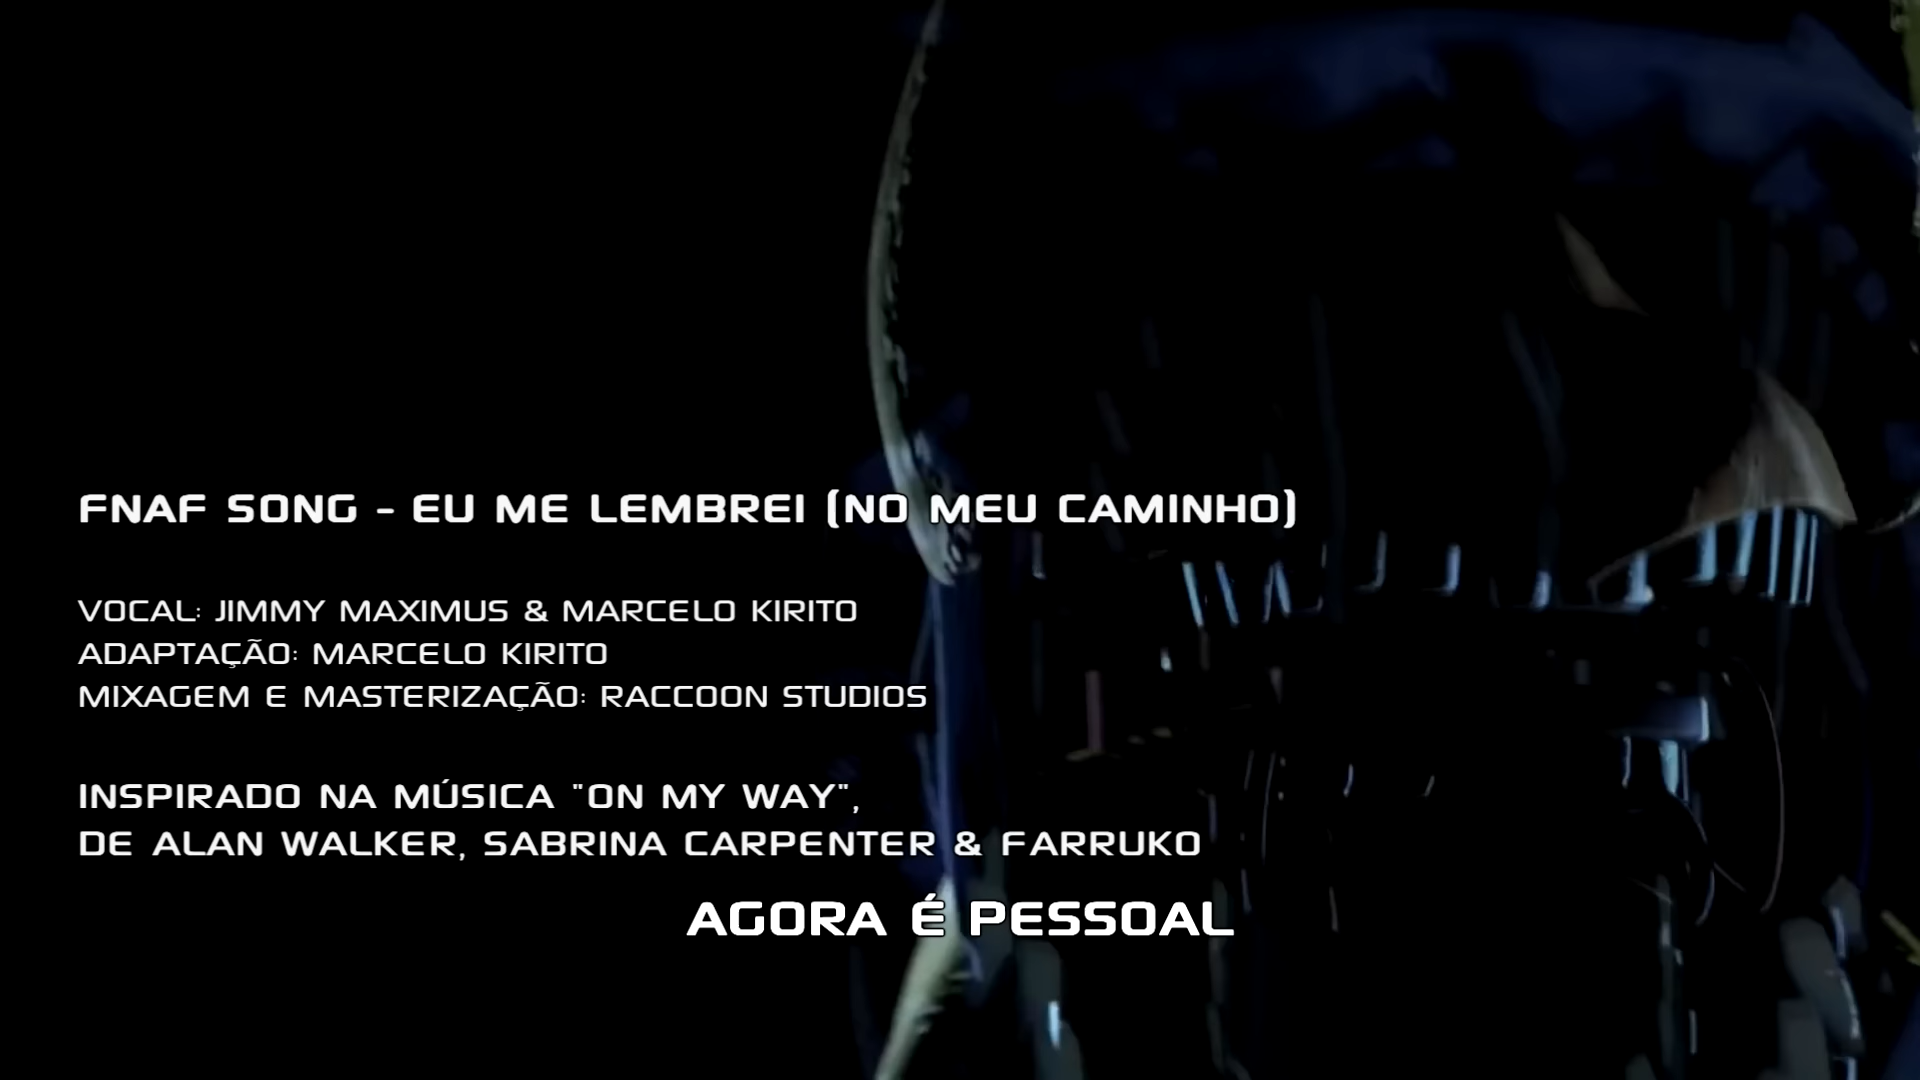 FNAF SONG - EU ME LEMBREI (NO MEU CAMINHO)
VOCAL: JIMMY MAXIMUS & MARCELO KIRITO
ADAPTAÇÃO: MARCELO KIRITO
MIXAGEM E MASTERIZAÇÃO: RACCOON STUDIOS
INSPIRADO NA MÚSICA "ON MY WAY",
DE ALAN WALKER, SABRINA CARPENTER & FARRUKO
AGORA É PESSOAL